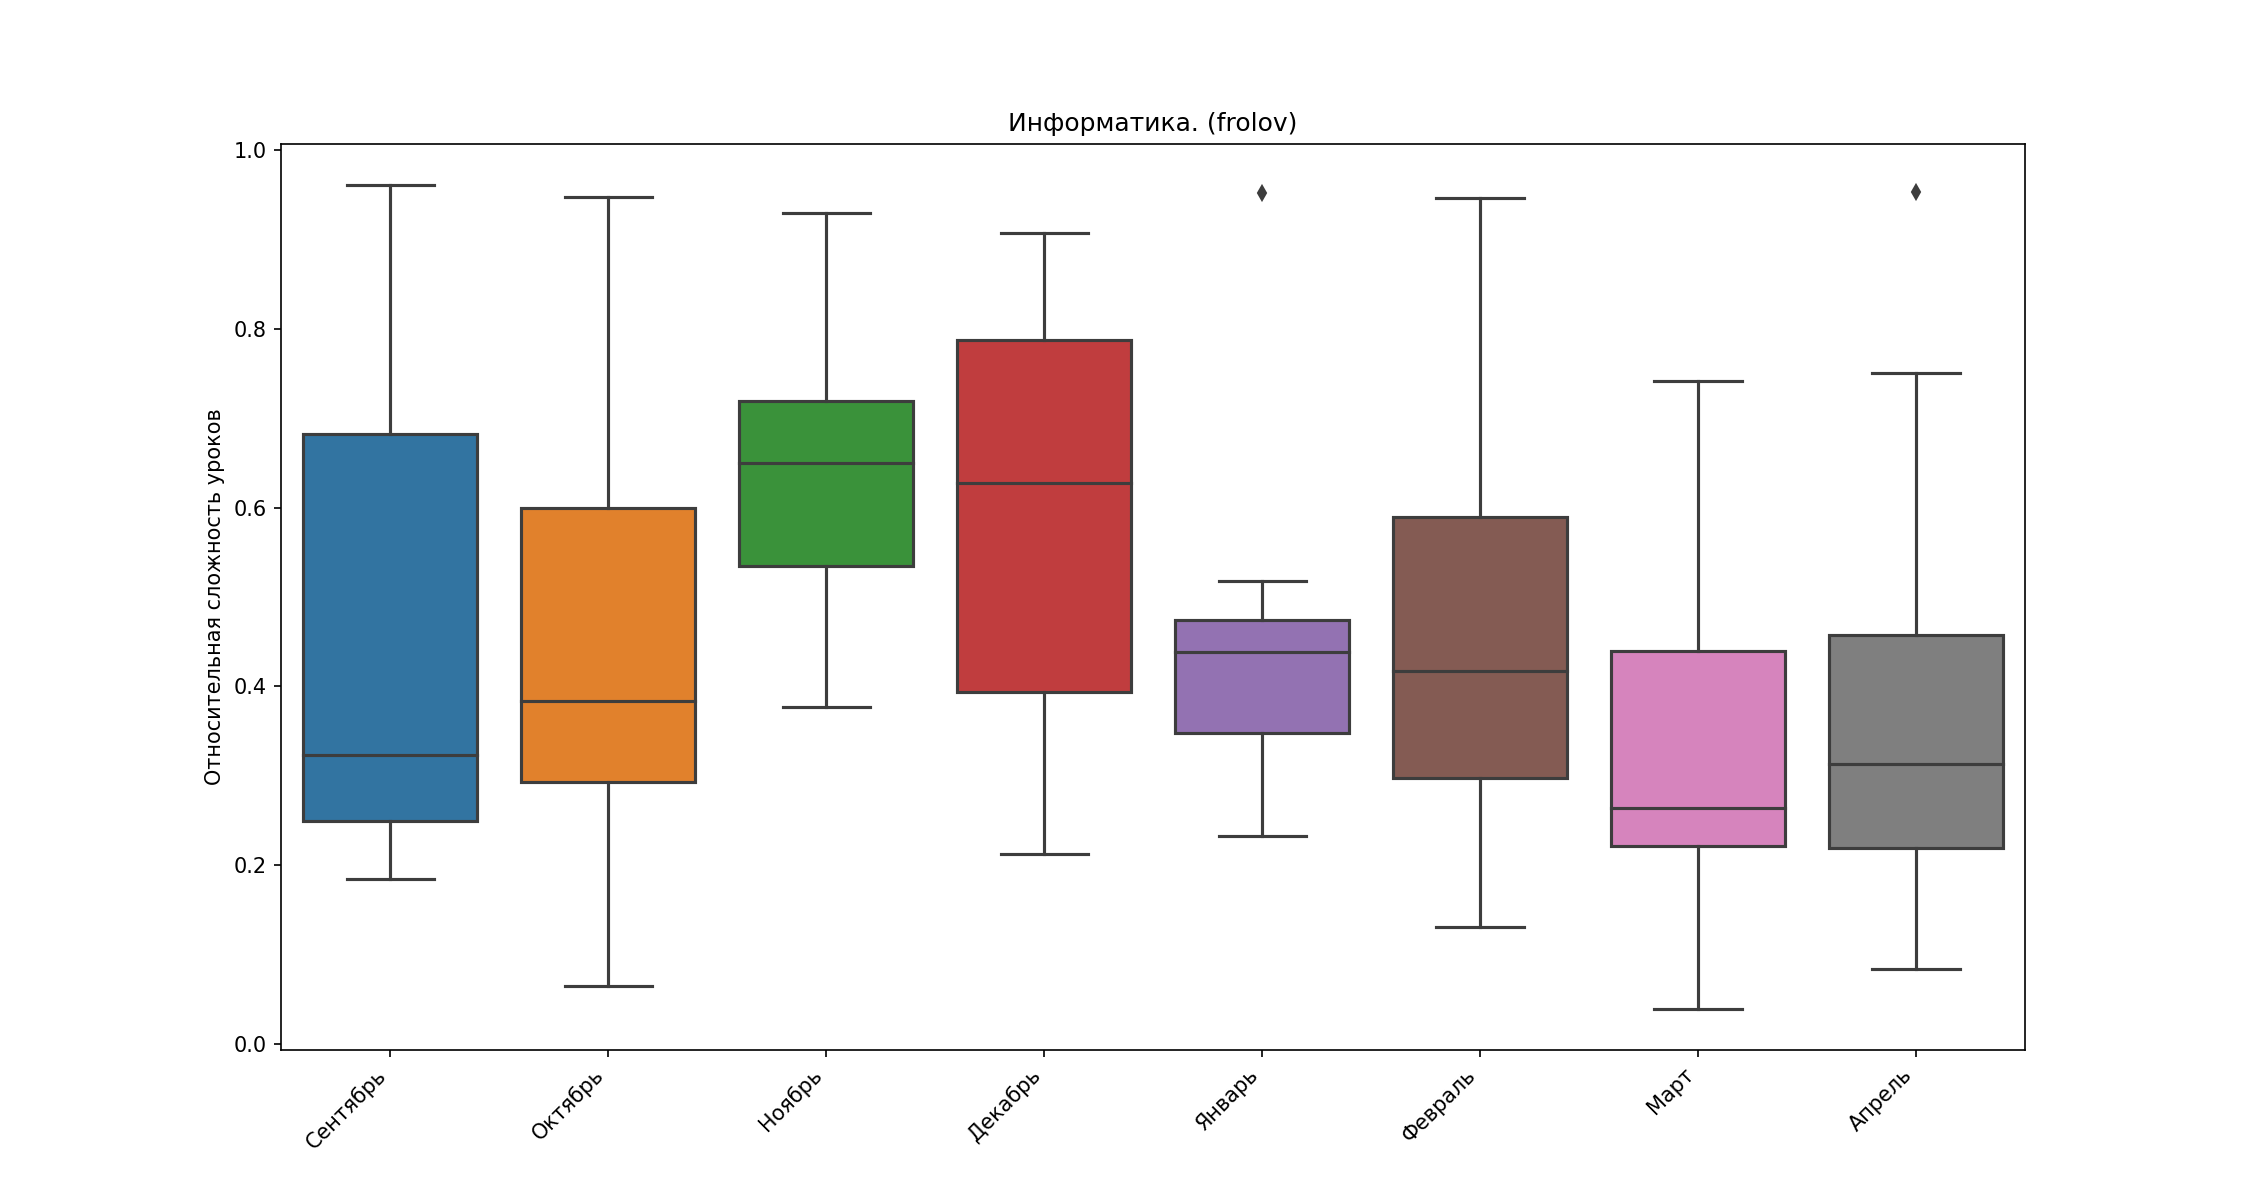 Информатика. (frolov)
Относительная сложность уроков
1.0
0.8
0.6
0.4
0.2
0.0
Сентябрь
Октябрь
Ноябрь
Декабрь
Январь
Февраль
Март
Апрель